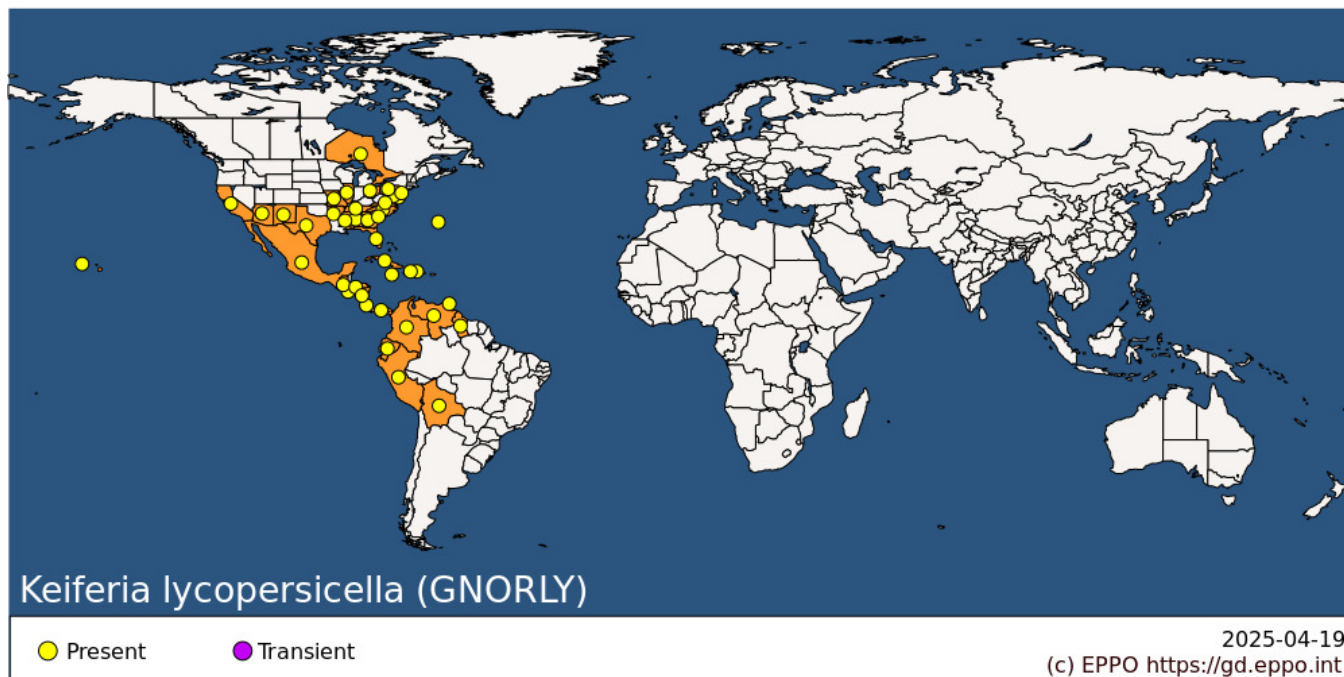 Keiferia lycopersicella (GNORLY)
Present
Transient
2025-04-19
(c) EPPO https://gd.eppo.int